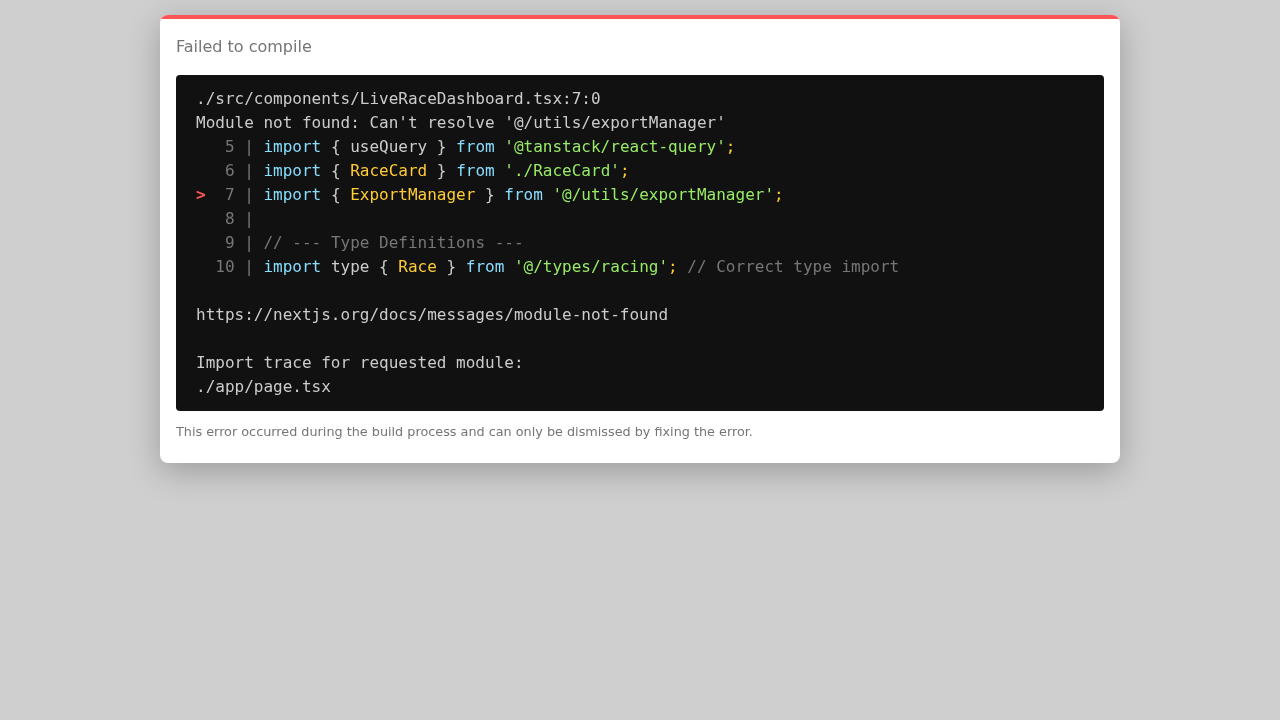 Failed to compile
./src/components/LiveRaceDashboard.tsx:7:0
Module not found: Can't resolve '@/utils/exportManager'
   5 | import { useQuery } from '@tanstack/react-query';
   6 | import { RaceCard } from './RaceCard';
>  7 | import { ExportManager } from '@/utils/exportManager';
   8 |
   9 | // --- Type Definitions ---
  10 | import type { Race } from '@/types/racing'; // Correct type import
https://nextjs.org/docs/messages/module-not-found
Import trace for requested module:
./app/page.tsx
This error occurred during the build process and can only be dismissed by fixing the error.